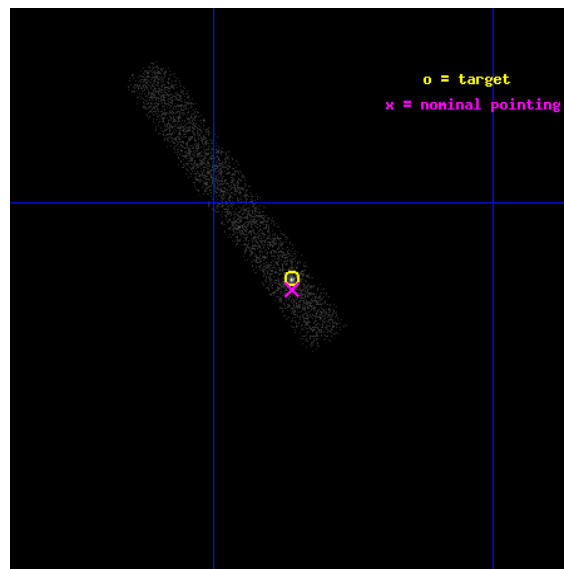 o = target
x = nominal pointing